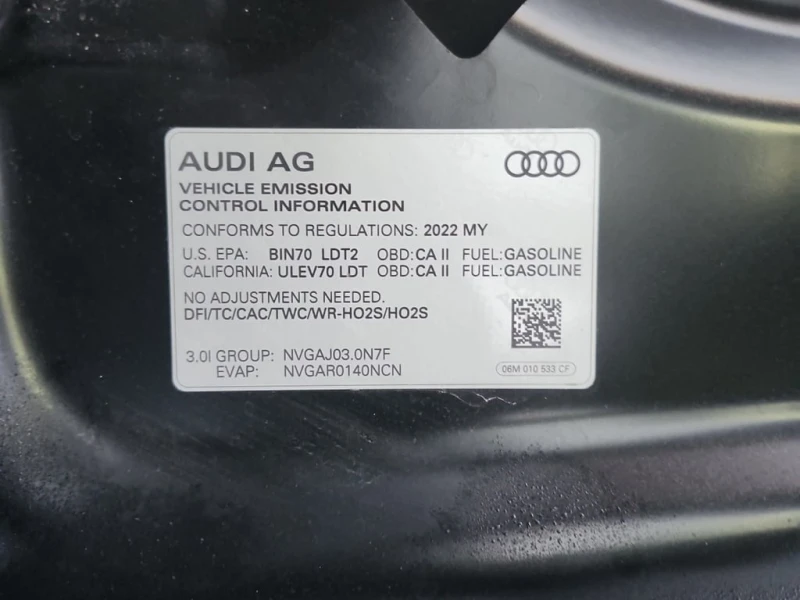 AUDI AG
VEHICLE EMISSION
CONTROL INFORMATION
CONFORMS TO REGULATIONS: 2022 MY
U.S. EPA: BIN70 LDT2 OBD:CA II FUEL:GASOLINE
CALIFORNIA: ULEV70 LDT OBD:CA II FUEL:GASOLINE
NO ADJUSTMENTS NEEDED.
DFI/TC/CAC/TWC/WR-HO2S/HO2S
3.0l GROUP: NVGAJ03.0N7F
EVAP: NVGAR0140NCN
06M 010 533 CF